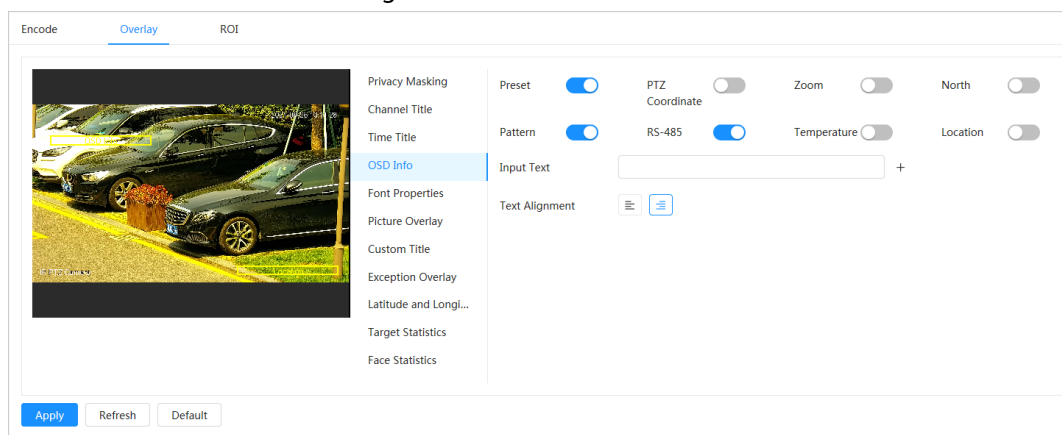 Encode Overlay ROI
Privacy Masking
Channel Title
Time Title
OSD Info
Font Properties
Picture Overlay
Custom Title
Exception Overlay
Latitude and Longi...
Target Statistics
Face Statistics
Preset PTZ Coordinate Zoom North
Pattern RS-485 Temperature Location
Input Text +
Text Alignment
Apply Refresh Default